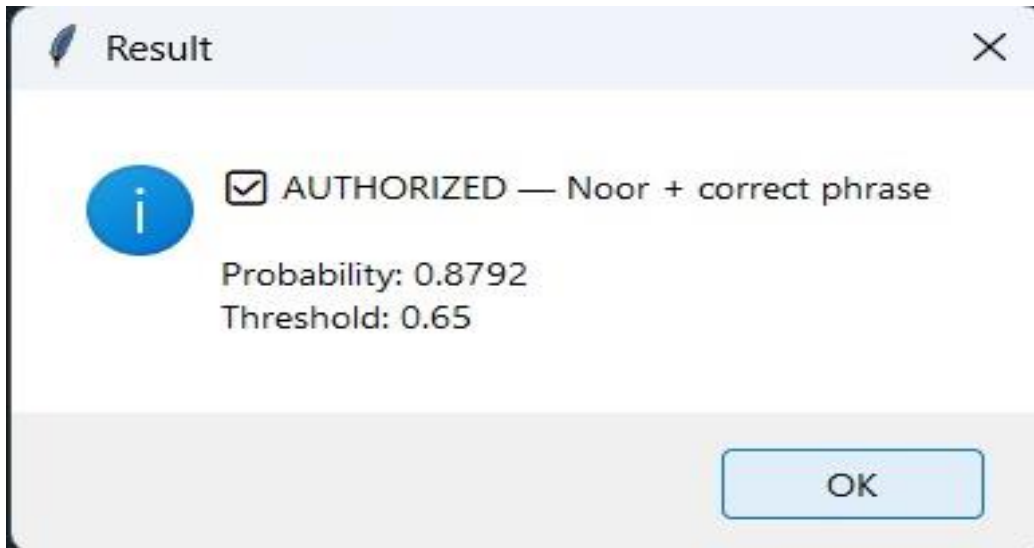 Result
☑ AUTHORIZED — Noor + correct phrase
Probability: 0.8792
Threshold: 0.65
OK